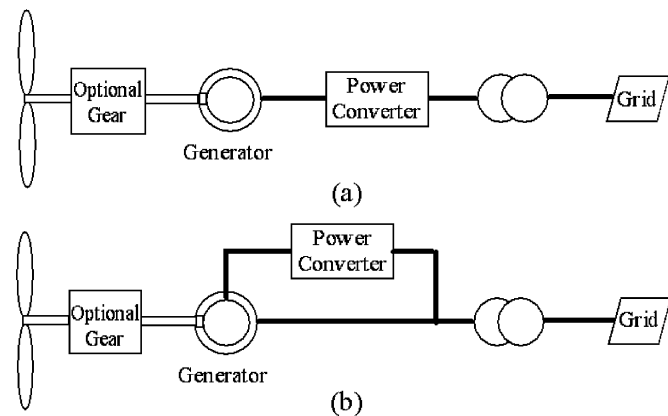 Optional
Gear
Generator
Power
Converter
Grid
(a)
Optional
Gear
Generator
Power
Converter
Grid
(b)